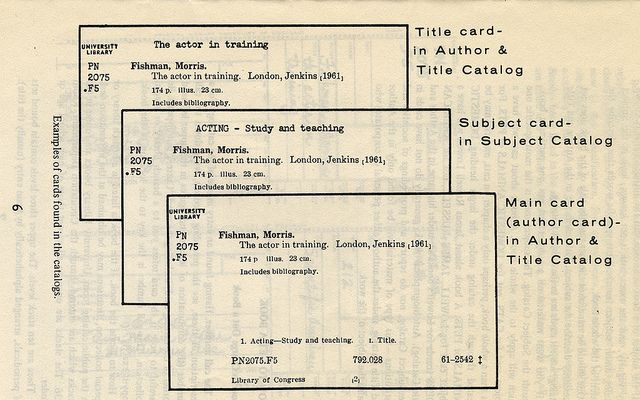 UNIVERSITY
LIBRARY
The actor in training
PN
2075
.F5
Fishman, Morris.
The actor in training. London, Jenkins [1961]
174 p. illus. 23 cm.
Includes bibliography.
Title card-
in Author &
Title Catalog
ACTING - Study and teaching
PN
2075
.F5
Fishman, Morris.
The actor in training. London, Jenkins [1961]
174 p. illus. 23 cm.
Includes bibliography.
Subject card-
in Subject Catalog
UNIVERSITY
LIBRARY
PN
2075
.F5
Fishman, Morris.
The actor in training. London, Jenkins [1961]
174 p illus. 23 cm.
Includes bibliography.
1. Acting—Study and teaching. I. Title.
PN2075.F5 792.028 61-2542 ‡
Library of Congress [2]
Main card
(author card)-
in Author &
Title Catalog
Examples of cards found in the catalogs.
6